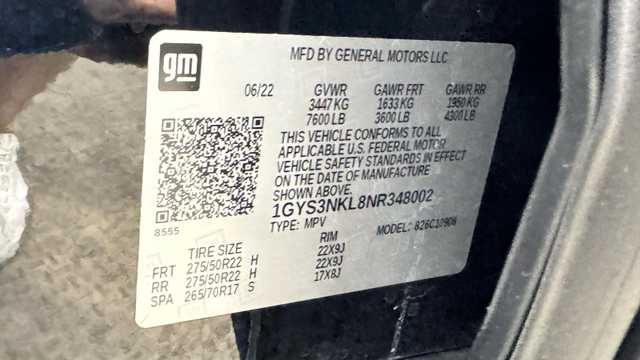 gm
MFD BY GENERAL MOTORS LLC
06/22 GVWR GAWR FRT GAWR RR
3447 KG 1633 KG 1950 KG
7600 LB 3600 LB 4300 LB
THIS VEHICLE CONFORMS TO ALL
APPLICABLE U.S. FEDERAL MOTOR
VEHICLE SAFETY STANDARDS IN EFFECT
ON THE DATE OF MANUFACTURE
SHOWN ABOVE.
1GYS3NKL8NR348002
8555 TYPE: MPV MODEL:
TIRE SIZE RIM
FRT 275/50R22 H 22X9J
RR 275/50R22 H 22X9J
SPA 265/70R17 S 17X8J